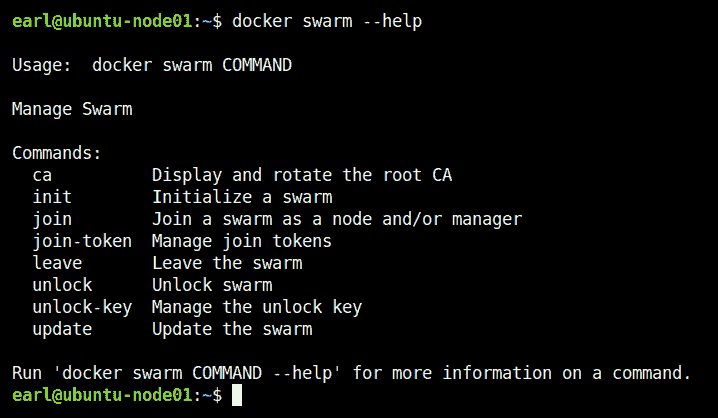 earl@ubuntu-node01:~$ docker swarm --help
Usage:  docker swarm COMMAND
Manage Swarm
Commands:
  ca          Display and rotate the root CA
  init        Initialize a swarm
  join        Join a swarm as a node and/or manager
  join-token  Manage join tokens
  leave       Leave the swarm
  unlock      Unlock swarm
  unlock-key  Manage the unlock key
  update      Update the swarm
Run 'docker swarm COMMAND --help' for more information on a command.
earl@ubuntu-node01:~$